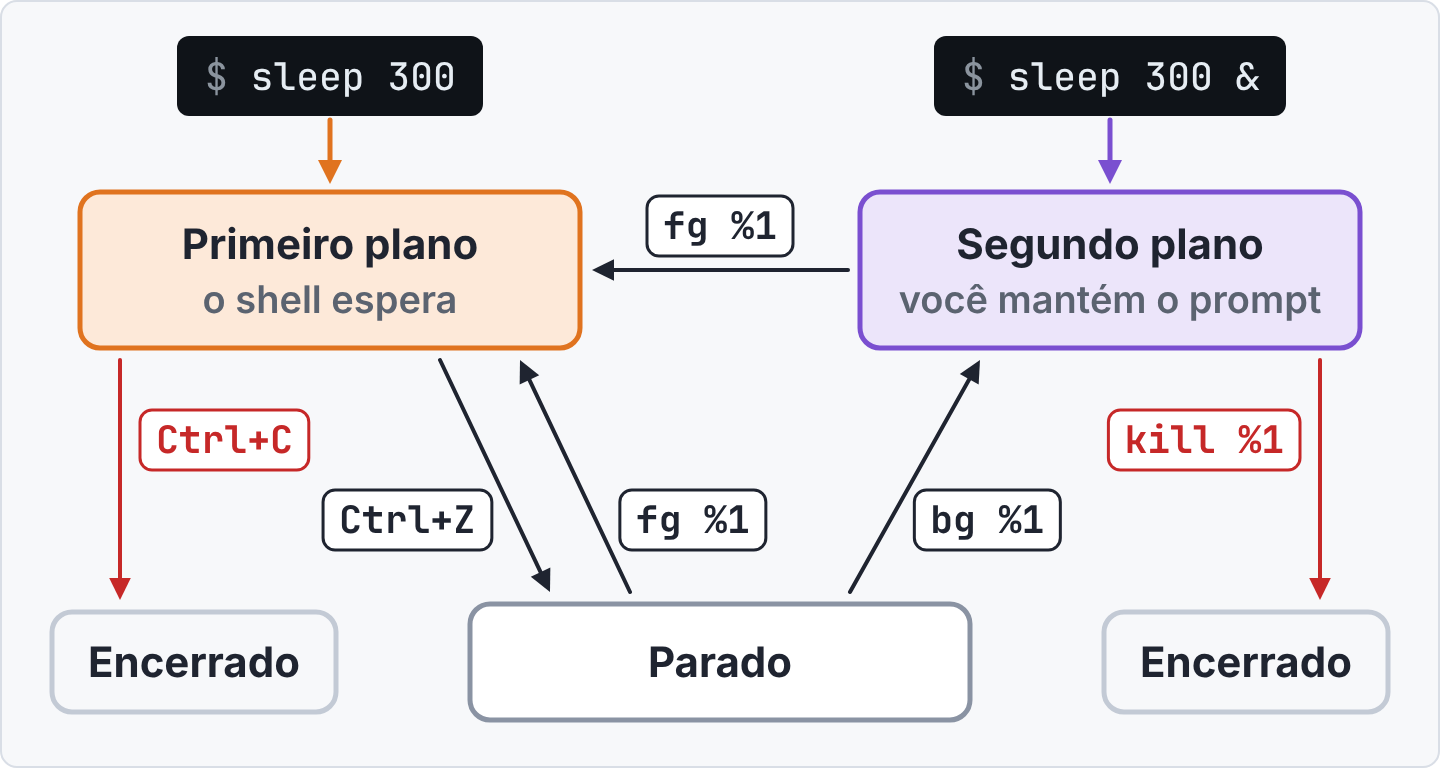 $ sleep 300
$ sleep 300 &
Primeiro plano
o shell espera
fg %1
Segundo plano
você mantém o prompt
Ctrl+C
kill %1
Ctrl+Z
fg %1
bg %1
Encerrado
Parado
Encerrado